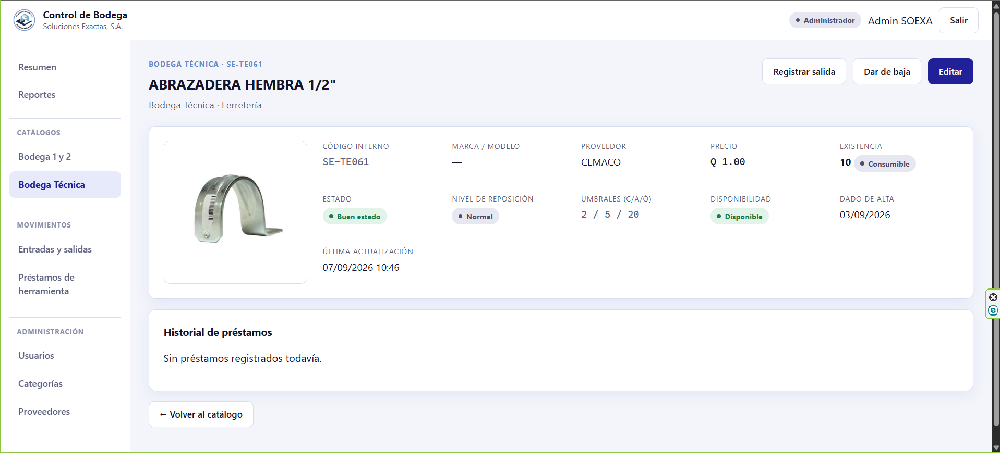 Control de Bodega
Soluciones Exactas, S.A.
Administrador
Admin SOEXA
Salir
Resumen
Reportes
CATÁLOGOS
Bodega 1 y 2
Bodega Técnica
MOVIMIENTOS
Entradas y salidas
Préstamos de
herramienta
ADMINISTRACIÓN
Usuarios
Categorías
Proveedores
BODEGA TÉCNICA · SE-TE061
ABRAZADERA HEMBRA 1/2"
Bodega Técnica · Ferretería
Registrar salida
Dar de baja
Editar
CÓDIGO INTERNO
SE-TE061
MARCA / MODELO
—
PROVEEDOR
CEMACO
PRECIO
Q 1.00
EXISTENCIA
10 Consumible
ESTADO
Buen estado
NIVEL DE REPOSICIÓN
Normal
UMBRALES (C/A/Ó)
2 / 5 / 20
DISPONIBILIDAD
Disponible
DADO DE ALTA
03/09/2026
ÚLTIMA ACTUALIZACIÓN
07/09/2026 10:46
Historial de préstamos
Sin préstamos registrados todavía.
← Volver al catálogo